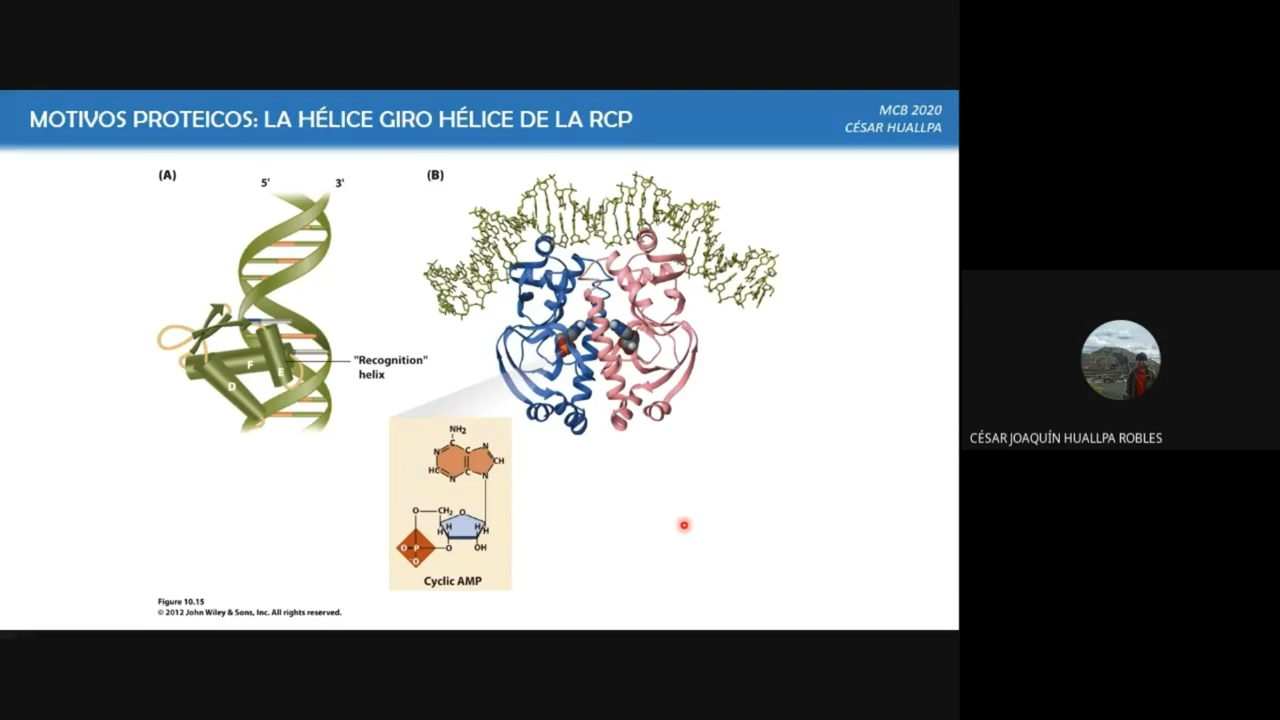 MOTIVOS PROTEICOS: LA HÉLICE GIRO HÉLICE DE LA RCP
MCB 2020
CÉSAR HUALLPA
(A)
5'
3'
(B)
"Recognition"
helix
F
E
D
NH2
C
N
C
N
CH
HC
C
N
N
O
CH2
O
H
H
H
H
O
P
O
OH
O
Cyclic AMP
Figure 10.15
© 2012 John Wiley & Sons, Inc. All rights reserved.
CÉSAR JOAQUÍN HUALLPA ROBLES